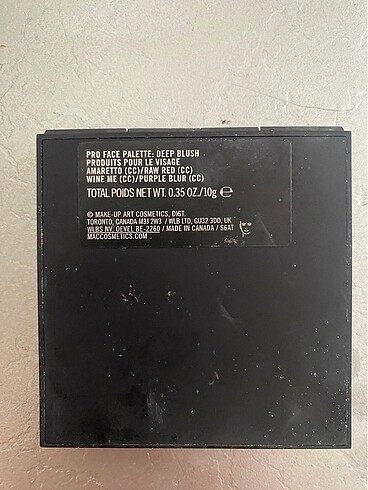 PRO FACE PALETTE: DEEP BLUSH
PRODUITS POUR LE VISAGE
AMARETTO (CC)/RAW RED (CC)
WINE ME (CC)/PURPLE BLUR (CC)
TOTAL POIDS NET WT. 0.35 OZ./10g ℮
© MAKE-UP ART COSMETICS, DIST.
TORONTO, CANADA M3J 2W3 / WLB LTD, GU32 3DD, UK
WLBS NV, OEVEL BE-2260 / MADE IN CANADA / S6AT
MACCOSMETICS.COM